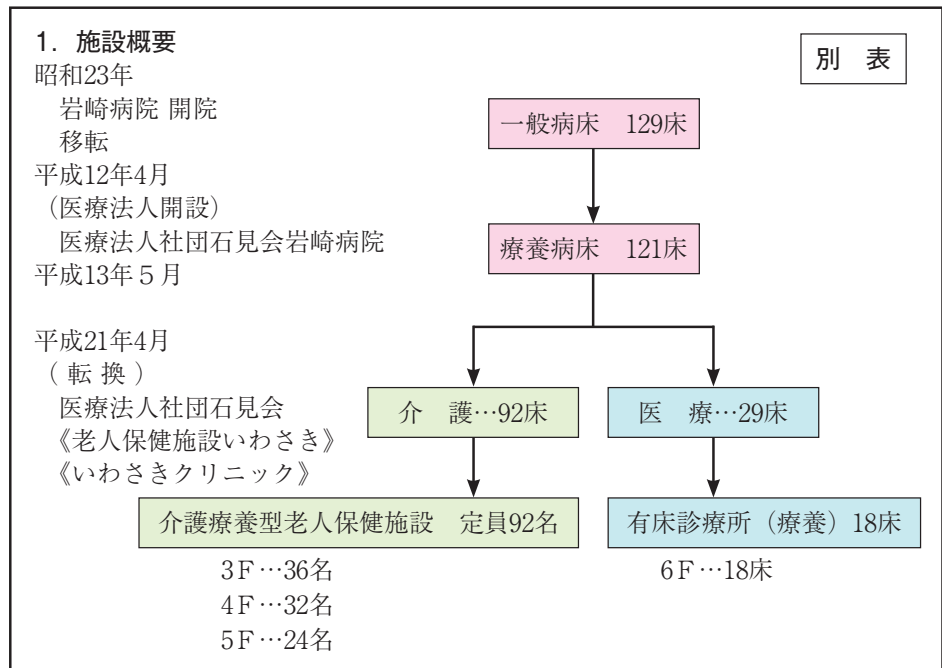 1．施設概要
別　表
昭和23年
岩崎病院 開院
移転
平成12年4月
（医療法人開設）
医療法人社団石見会岩崎病院
平成13年５月
平成21年4月
（ 転 換 ）
医療法人社団石見会
《老人保健施設いわさき》
《いわさきクリニック》
一般病床　129床
療養病床　121床
介　護…92床
医　療…29床
介護療養型老人保健施設　定員92名
有床診療所（療養）18床
3Ｆ…36名
4Ｆ…32名
5Ｆ…24名
6Ｆ…18床